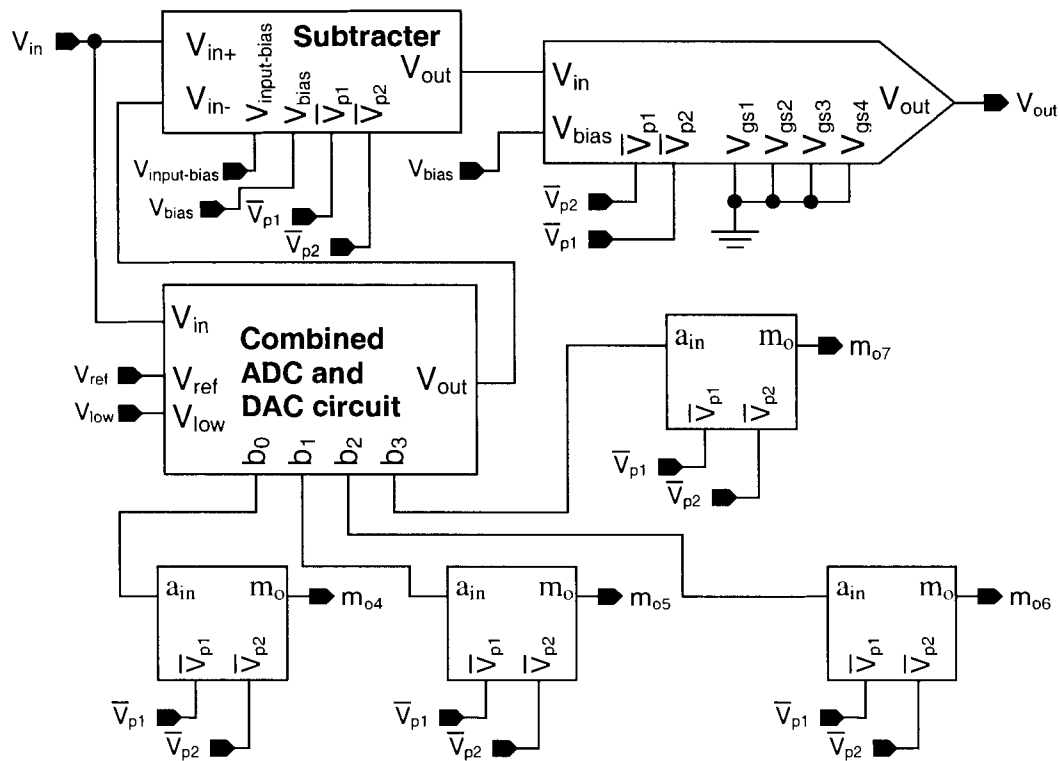 V_in
V_in+
V_in-
Subtracter
V_out
V_input-bias
V_bias
V̅_p1
V̅_p2
V_input-bias
V_bias
V̅_p1
V̅_p2
V_in
V_bias
V̅_p1
V̅_p2
V_gs1
V_gs2
V_gs3
V_gs4
V_out
V_out
V_bias
V̅_p2
V̅_p1
V_in
V_ref
V_low
V_ref
V_low
Combined
ADC and
DAC circuit
V_out
b_0
b_1
b_2
b_3
a_in
m_o
m_o7
V̅_p1
V̅_p2
V̅_p1
V̅_p2
a_in
m_o
m_o4
V̅_p1
V̅_p2
V̅_p1
V̅_p2
a_in
m_o
m_o5
V̅_p1
V̅_p2
V̅_p1
V̅_p2
a_in
m_o
m_o6
V̅_p1
V̅_p2
V̅_p1
V̅_p2